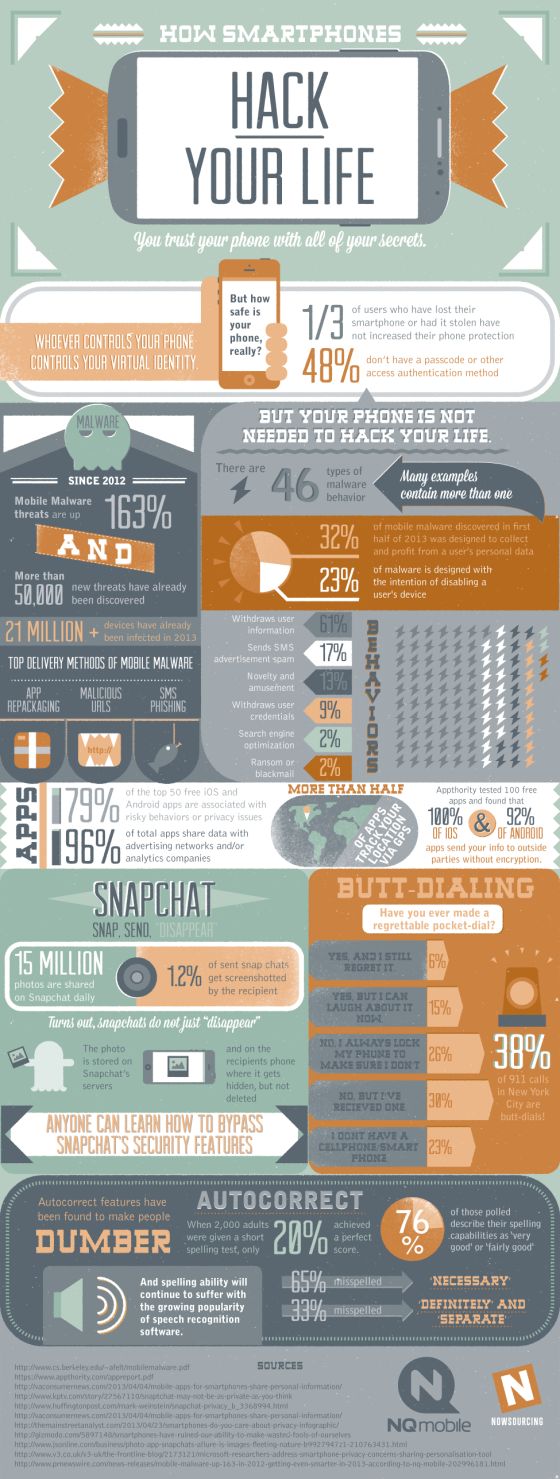 HOW SMARTPHONES
HACK
YOUR LIFE
You trust your phone with all of your secrets.
WHOEVER CONTROLS YOUR PHONE
CONTROLS YOUR VIRTUAL IDENTITY.
But how
safe is
your
phone,
really?
1/3 of users who have lost their
smartphone or had it stolen have
not increased their phone protection
48% don't have a passcode or other
access authentication method
MALWARE
SINCE 2012
Mobile Malware
threats are up 163%
AND
More than
50,000 new threats have already
been discovered
21 MILLION + devices have already
been infected in 2013
TOP DELIVERY METHODS OF MOBILE MALWARE
APP
REPACKAGING
MALICIOUS
URLS
SMS
PHISHING
http://
BUT YOUR PHONE IS NOT
NEEDED TO HACK YOUR LIFE.
There are 46 types of
malware
behavior
Many examples
contain more than one
32% of mobile malware discovered in first
half of 2013 was designed to collect
and profit from a user's personal data
23% of malware is designed with
the intention of disabling a
user's device
Withdraws user
information 61%
Sends SMS
advertisement spam 17%
Novelty and
amusement 13%
Withdraws user
credentials 9%
Search engine
optimization 2%
Ransom or
blackmail 2%
BEHAVIORS
APPS
79% of the top 50 free iOS and
Android apps are associated with
risky behaviors or privacy issues
96% of total apps share data with
advertising networks and/or
analytics companies
MORE THAN HALF
OF APPS
TRACK YOUR
LOCATION
VIA GPS
Appthority tested 100 free
apps and found that
100% OF IOS & 92% OF ANDROID
apps send your info to outside
parties without encryption.
SNAPCHAT
SNAP, SEND, "DISAPPEAR"
15 MILLION
photos are shared
on Snapchat daily
1.2% of sent snap chats
get screenshotted
by the recipient
Turns out, snapchats do not just "disappear"
The photo
is stored on
Snapchat's
servers
and on the
recipients phone
where it gets
hidden, but not
deleted
ANYONE CAN LEARN HOW TO BYPASS
SNAPCHAT'S SECURITY FEATURES
BUTT-DIALING
Have you ever made a
regrettable pocket-dial?
YES, AND I STILL
REGRET IT. 6%
YES, BUT I CAN
LAUGH ABOUT IT
NOW. 15%
NO, I ALWAYS LOCK
MY PHONE TO
MAKE SURE I DON'T 26%
NO, BUT I'VE
RECIEVED ONE 30%
I DON'T HAVE A
CELLPHONE/SMART
PHONE 23%
38%
of 911 calls
in New York
City are
butt-dials!
AUTOCORRECT
Autocorrect features have
been found to make people
DUMBER
When 2,000 adults
were given a short
spelling test, only
20% achieved
a perfect
score.
76
%
of those polled
describe their spelling
capabilities as 'very
good' or 'fairly good'
And spelling ability will
continue to suffer with
the growing popularity
of speech recognition
software.
65% misspelled 'NECESSARY'
33% misspelled 'DEFINITELY' AND
'SEPARATE'
SOURCES
http://www.cs.berkeley.edu/~afelt/mobilemalware.pdf
https://www.appthority.com/appreport.pdf
http://vaconsumernews.com/2013/04/04/mobile-apps-for-smartphones-share-personal-information/
http://www.kptv.com/story/22567110/snaptchat-may-not-be-as-private-as-you-think
http://www.huffingtonpost.com/mark-weinstein/snapchat-privacy_b_3368994.html
http://vaconsumernews.com/2013/04/04/mobile-apps-for-smartphones-share-personal-information/
http://themainstreetanalyst.com/2013/04/23/smartphones-do-you-care-about-privacy-infographic/
http://gizmodo.com/5897148/smartphones-have-ruined-our-ability-to-make-wasted-fools-of-ourselves
http://www.jsonline.com/business/photo-app-snapchats-allure-is-images-fleeting-nature-b99279472z1-210763431.html
http://www.prnewswire.com/news-releases/mobile-malware-up-163-in-2012-getting-even-smarter-in-2013-according-to-nq-mobile-202996181.html
NQmobile
N
NOWSOURCING